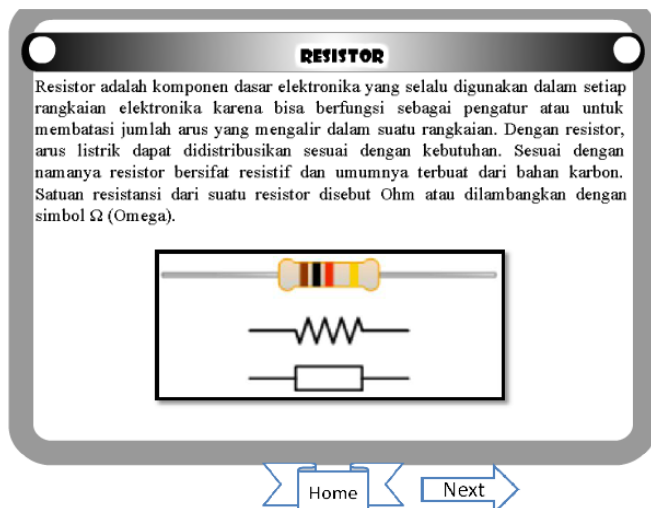 RESISTOR
Resistor adalah komponen dasar elektronika yang selalu digunakan dalam setiap
rangkaian elektronika karena bisa berfungsi sebagai pengatur atau untuk
membatasi jumlah arus yang mengalir dalam suatu rangkaian. Dengan resistor,
arus listrik dapat didistribusikan sesuai dengan kebutuhan. Sesuai dengan
namanya resistor bersifat resistif dan umumnya terbuat dari bahan karbon.
Satuan resistansi dari suatu resistor disebut Ohm atau dilambangkan dengan
simbol Ω (Omega).
Home
Next